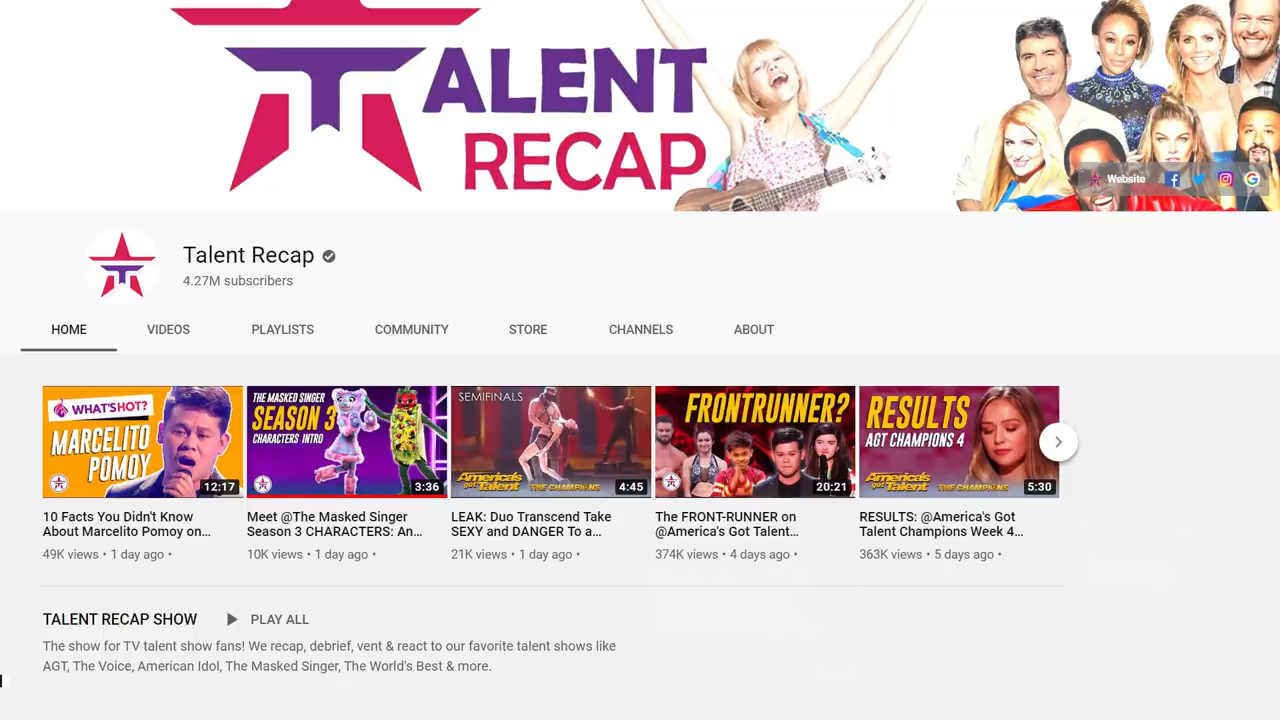 TALENT
RECAP
Website
Talent Recap
4.27M subscribers
HOME
VIDEOS
PLAYLISTS
COMMUNITY
STORE
CHANNELS
ABOUT
WHAT'SHOT?
MARCELITO
POMOY
12:17
THE MASKED SINGER
SEASON 3
CHARACTERS INTRO
3:36
SEMIFINALS
America's
got Talent
THE CHAMPIONS
4:45
FRONTRUNNER?
20:21
RESULTS
AGT CHAMPIONS 4
America's
got Talent
THE CHAMPIONS
5:30
10 Facts You Didn't Know
About Marcelito Pomoy on...
49K views • 1 day ago •
Meet @The Masked Singer
Season 3 CHARACTERS: An...
10K views • 1 day ago •
LEAK: Duo Transcend Take
SEXY and DANGER To a...
21K views • 1 day ago •
The FRONT-RUNNER on
@America's Got Talent...
374K views • 4 days ago •
RESULTS: @America's Got
Talent Champions Week 4...
363K views • 5 days ago •
TALENT RECAP SHOW
PLAY ALL
The show for TV talent show fans! We recap, debrief, vent & react to our favorite talent shows like
AGT, The Voice, American Idol, The Masked Singer, The World's Best & more.